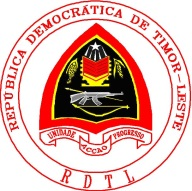 REPÚBLICA DEMOCRÁTICA DE TIMOR-LESTE
UNIDADE ACÇÃO PROGRESSO
RDTL